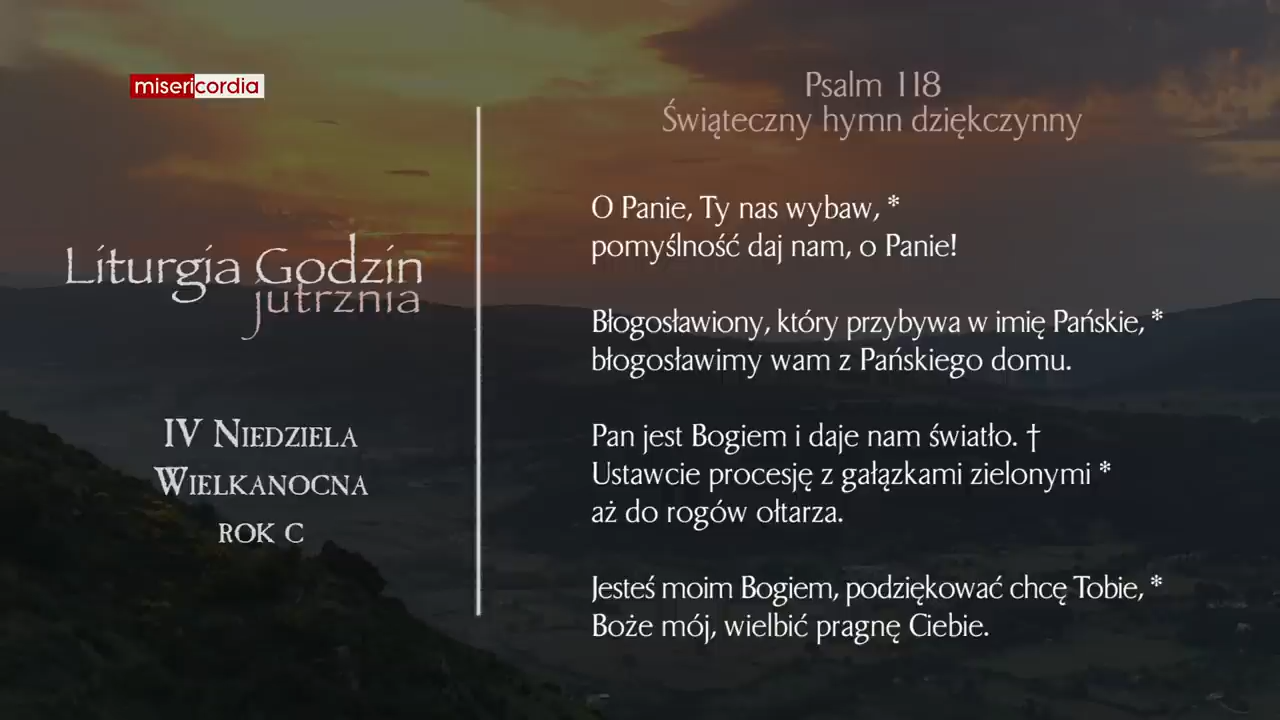 misericordia
Liturgia Godzin
jutrznia
IV Niedziela
Wielkanocna
rok C
Psalm 118
Świąteczny hymn dziękczynny
O Panie, Ty nas wybaw, *
pomyślność daj nam, o Panie!
Błogosławiony, który przybywa w imię Pańskie, *
błogosławimy wam z Pańskiego domu.
Pan jest Bogiem i daje nam światło. †
Ustawcie procesję z gałązkami zielonymi *
aż do rogów ołtarza.
Jesteś moim Bogiem, podziękować chcę Tobie, *
Boże mój, wielbić pragnę Ciebie.